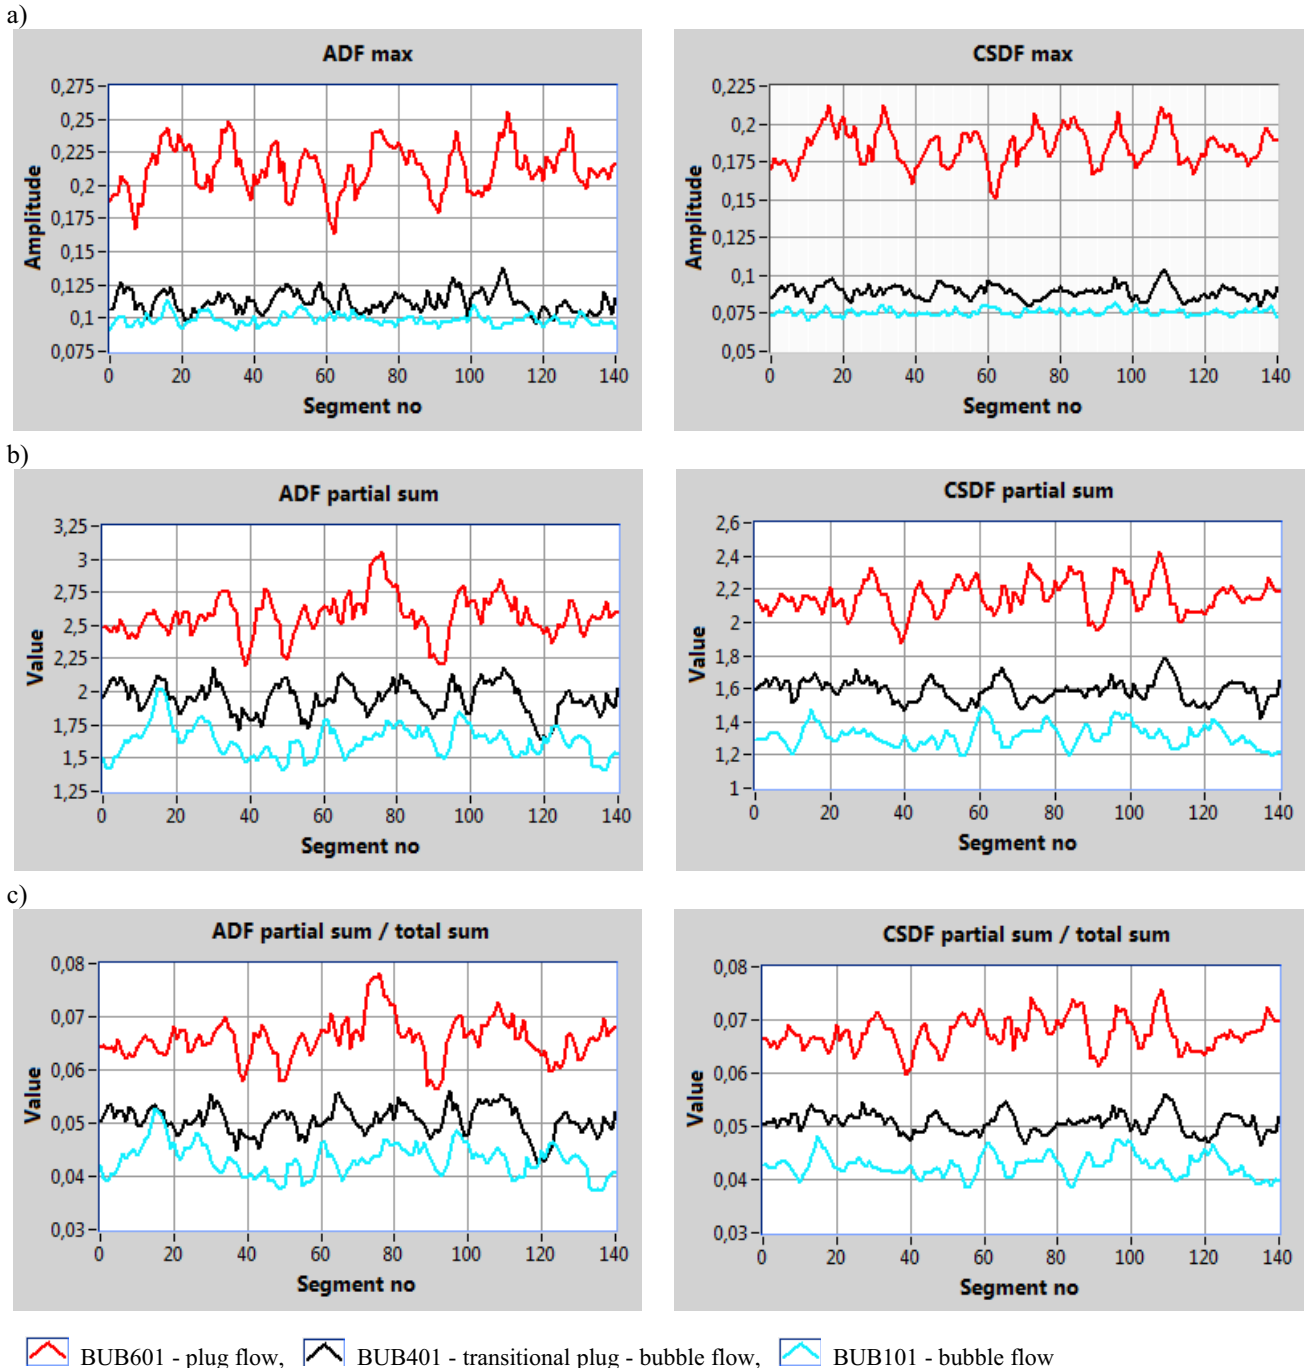 a)
ADF max
0,275
0,25
0,225
0,2
0,175
0,15
0,125
0,1
0,075
Amplitude
0 20 40 60 80 100 120 140
Segment no
CSDF max
0,225
0,2
0,175
0,15
0,125
0,1
0,075
0,05
Amplitude
0 20 40 60 80 100 120 140
Segment no
b)
ADF partial sum
3,25
3
2,75
2,5
2,25
2
1,75
1,5
1,25
Value
0 20 40 60 80 100 120 140
Segment no
CSDF partial sum
2,6
2,4
2,2
2
1,8
1,6
1,4
1,2
1
Value
0 20 40 60 80 100 120 140
Segment no
c)
ADF partial sum / total sum
0,08
0,07
0,06
0,05
0,04
0,03
Value
0 20 40 60 80 100 120 140
Segment no
CSDF partial sum / total sum
0,08
0,07
0,06
0,05
0,04
0,03
Value
0 20 40 60 80 100 120 140
Segment no
BUB601 - plug flow, BUB401 - transitional plug - bubble flow, BUB101 - bubble flow